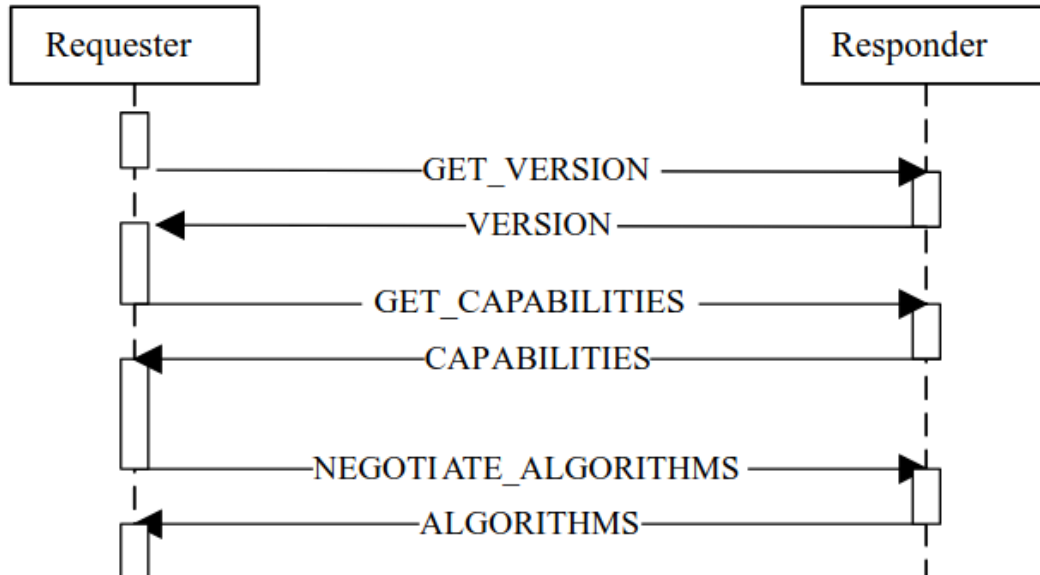 Requester
Responder
GET_VERSION
VERSION
GET_CAPABILITIES
CAPABILITIES
NEGOTIATE_ALGORITHMS
ALGORITHMS